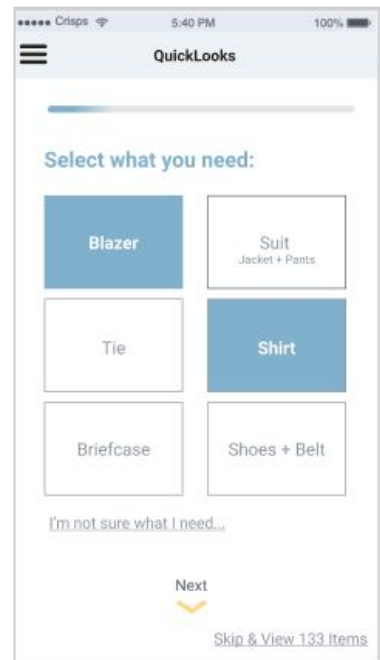 Crisps 5:40 PM 100%
QuickLooks
Select what you need:
Blazer
Suit
Jacket + Pants
Tie
Shirt
Briefcase
Shoes + Belt
I'm not sure what I need...
Next
Skip & View 133 Items